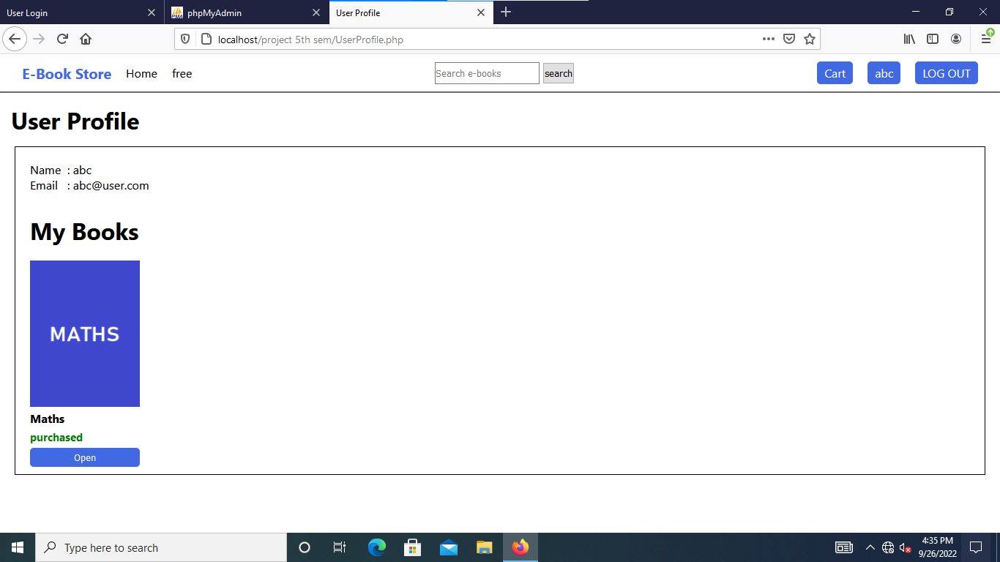 User Login
phpMyAdmin
User Profile
localhost/project 5th sem/UserProfile.php
E-Book Store
Home
free
Search e-books
search
Cart
abc
LOG OUT
User Profile
Name : abc
Email : abc@user.com
My Books
MATHS
Maths
purchased
Open
Type here to search
4:35 PM
9/26/2022